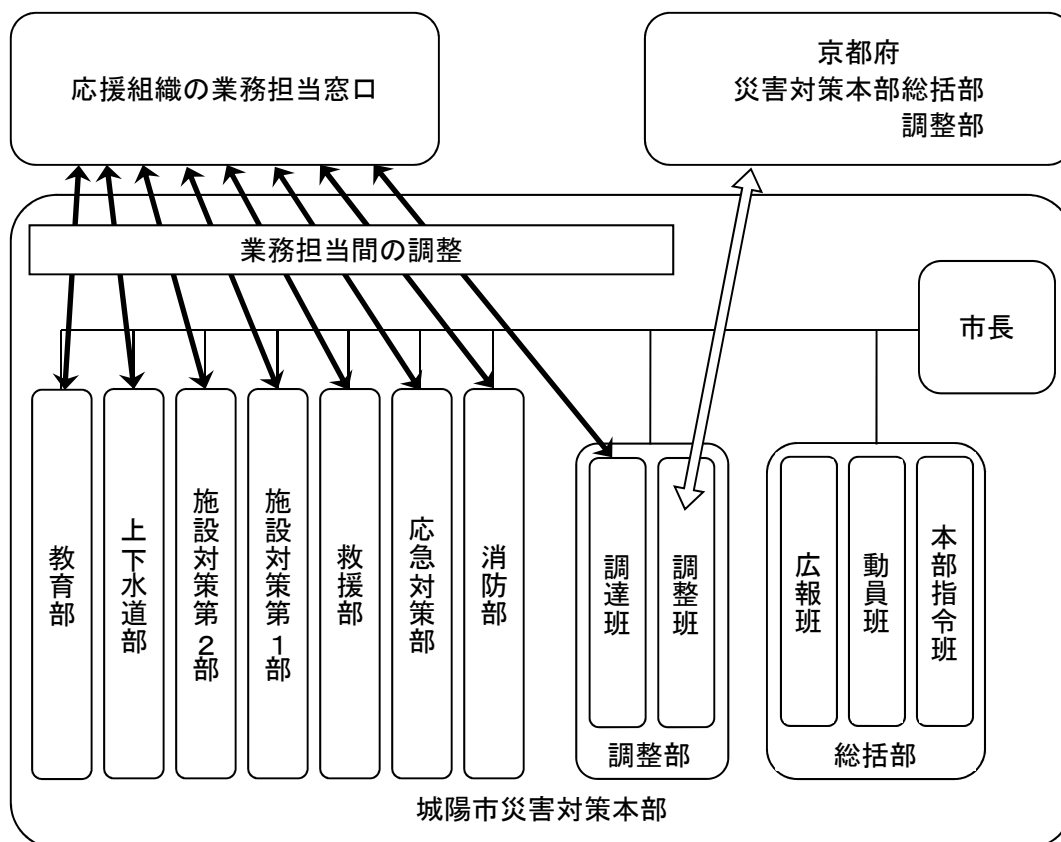 応援組織の業務担当窓口
京都府
災害対策本部総括部
調整部
業務担当間の調整
市長
教育部
上下水道部
施設対策第2部
施設対策第1部
救援部
応急対策部
消防部
調達班
調整班
広報班
動員班
本部指令班
調整部
総括部
城陽市災害対策本部